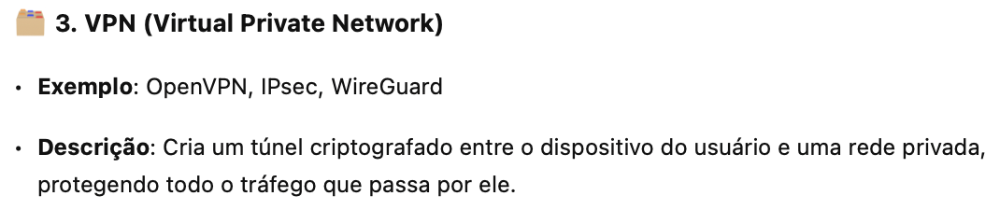 🗂️ 3. VPN (Virtual Private Network)
• Exemplo: OpenVPN, IPsec, WireGuard
• Descrição: Cria um túnel criptografado entre o dispositivo do usuário e uma rede privada,
protegendo todo o tráfego que passa por ele.